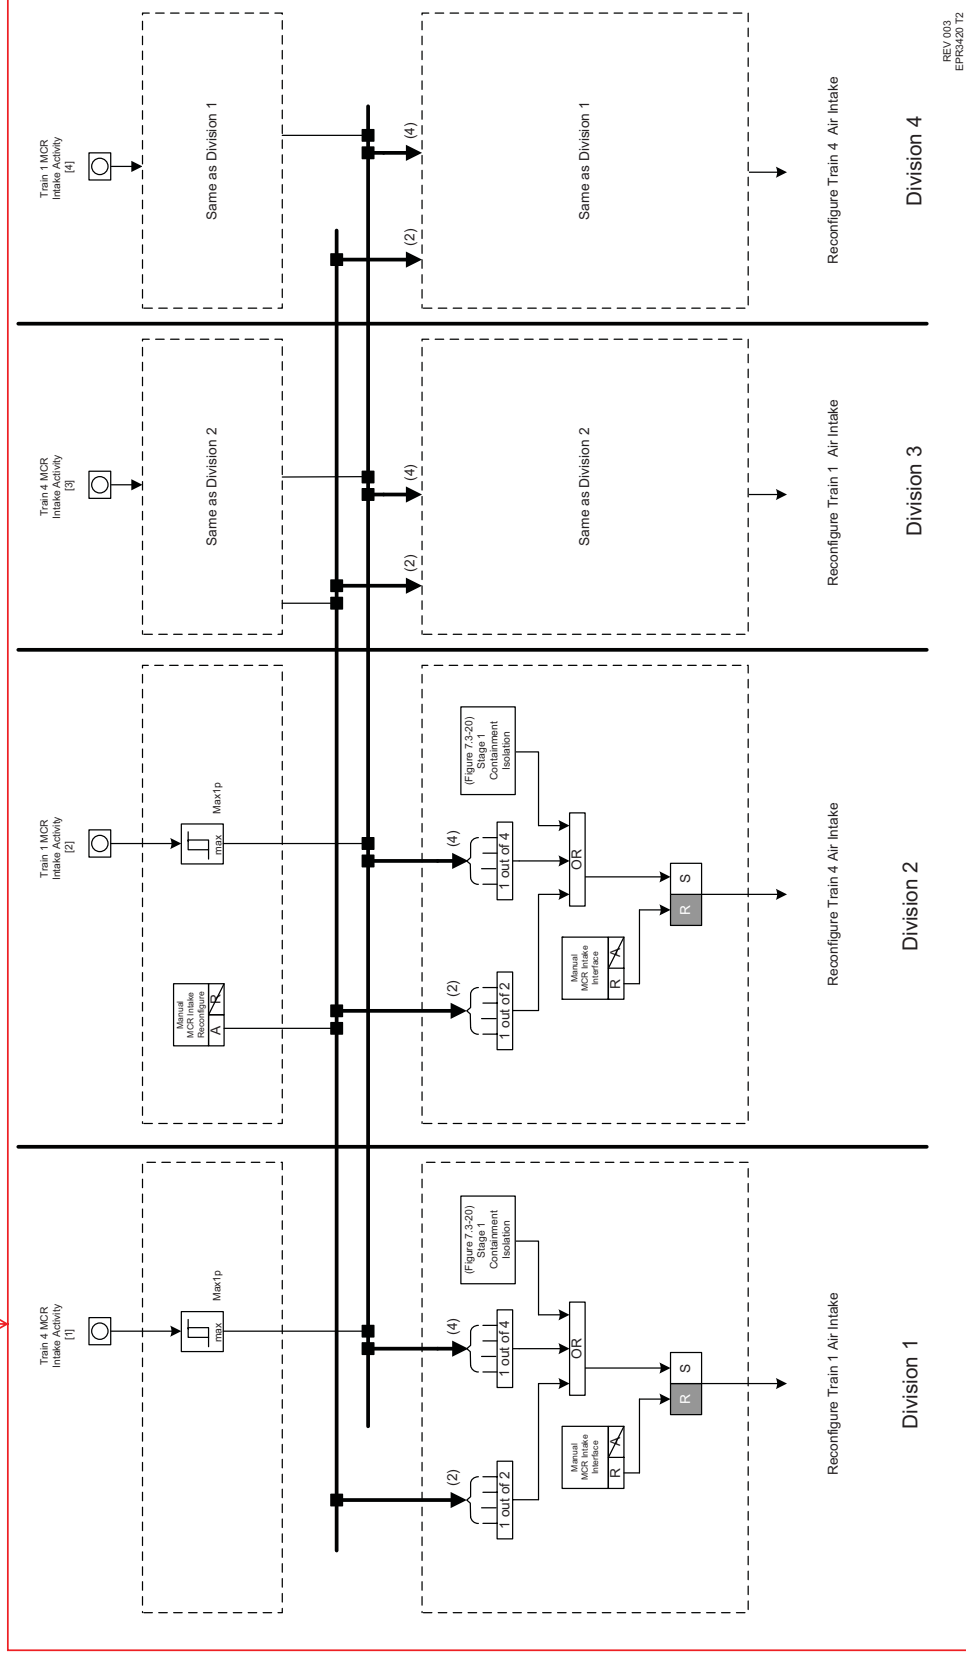 Train 4 MCR
Intake Activity
[1]
max
Max1p
(2)
1 out of 2
(4)
1 out of 4
(Figure 7.3-20)
Stage 1
Containment
Isolation
OR
Manual
MCR Intake
Interface
R A
R S
Reconfigure Train 1 Air Intake
Division 1
Train 1 MCR
Intake Activity
[2]
Manual
MCR Intake
Reconfigure
A R
max
Max1p
(2)
1 out of 2
(4)
1 out of 4
(Figure 7.3-20)
Stage 1
Containment
Isolation
OR
Manual
MCR Intake
Interface
R A
R S
Reconfigure Train 4 Air Intake
Division 2
Train 4 MCR
Intake Activity
[3]
Same as Division 2
(2)
(4)
Same as Division 2
Reconfigure Train 1 Air Intake
Division 3
Train 1 MCR
Intake Activity
[4]
Same as Division 1
(2)
(4)
Same as Division 1
Reconfigure Train 4 Air Intake
Division 4
REV 003
EPR3420 T2